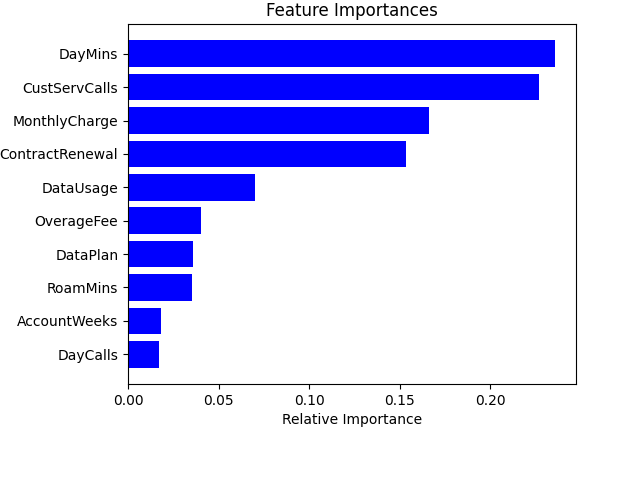 Feature Importances
DayMins
CustServCalls
MonthlyCharge
ContractRenewal
DataUsage
OverageFee
DataPlan
RoamMins
AccountWeeks
DayCalls
0.00 0.05 0.10 0.15 0.20
Relative Importance